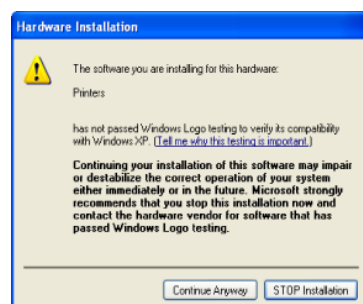 Hardware Installation
The software you are installing for this hardware:
Printers
has not passed Windows Logo testing to verify its compatibility
with Windows XP. (Tell me why this testing is important.)
Continuing your installation of this software may impair
or destabilize the correct operation of your system
either immediately or in the future. Microsoft strongly
recommends that you stop this installation now and
contact the hardware vendor for software that has
passed Windows Logo testing.
Continue Anyway STOP Installation